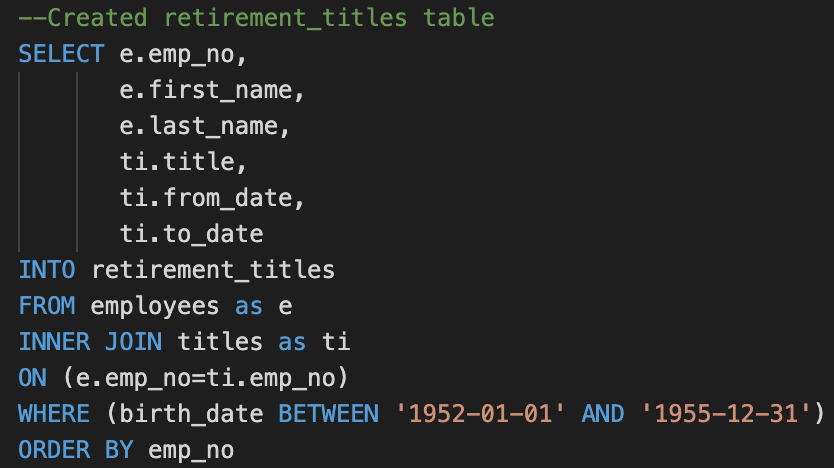 --Created retirement_titles table
SELECT e.emp_no,
e.first_name,
e.last_name,
ti.title,
ti.from_date,
ti.to_date
INTO retirement_titles
FROM employees as e
INNER JOIN titles as ti
ON (e.emp_no=ti.emp_no)
WHERE (birth_date BETWEEN '1952-01-01' AND '1955-12-31')
ORDER BY emp_no